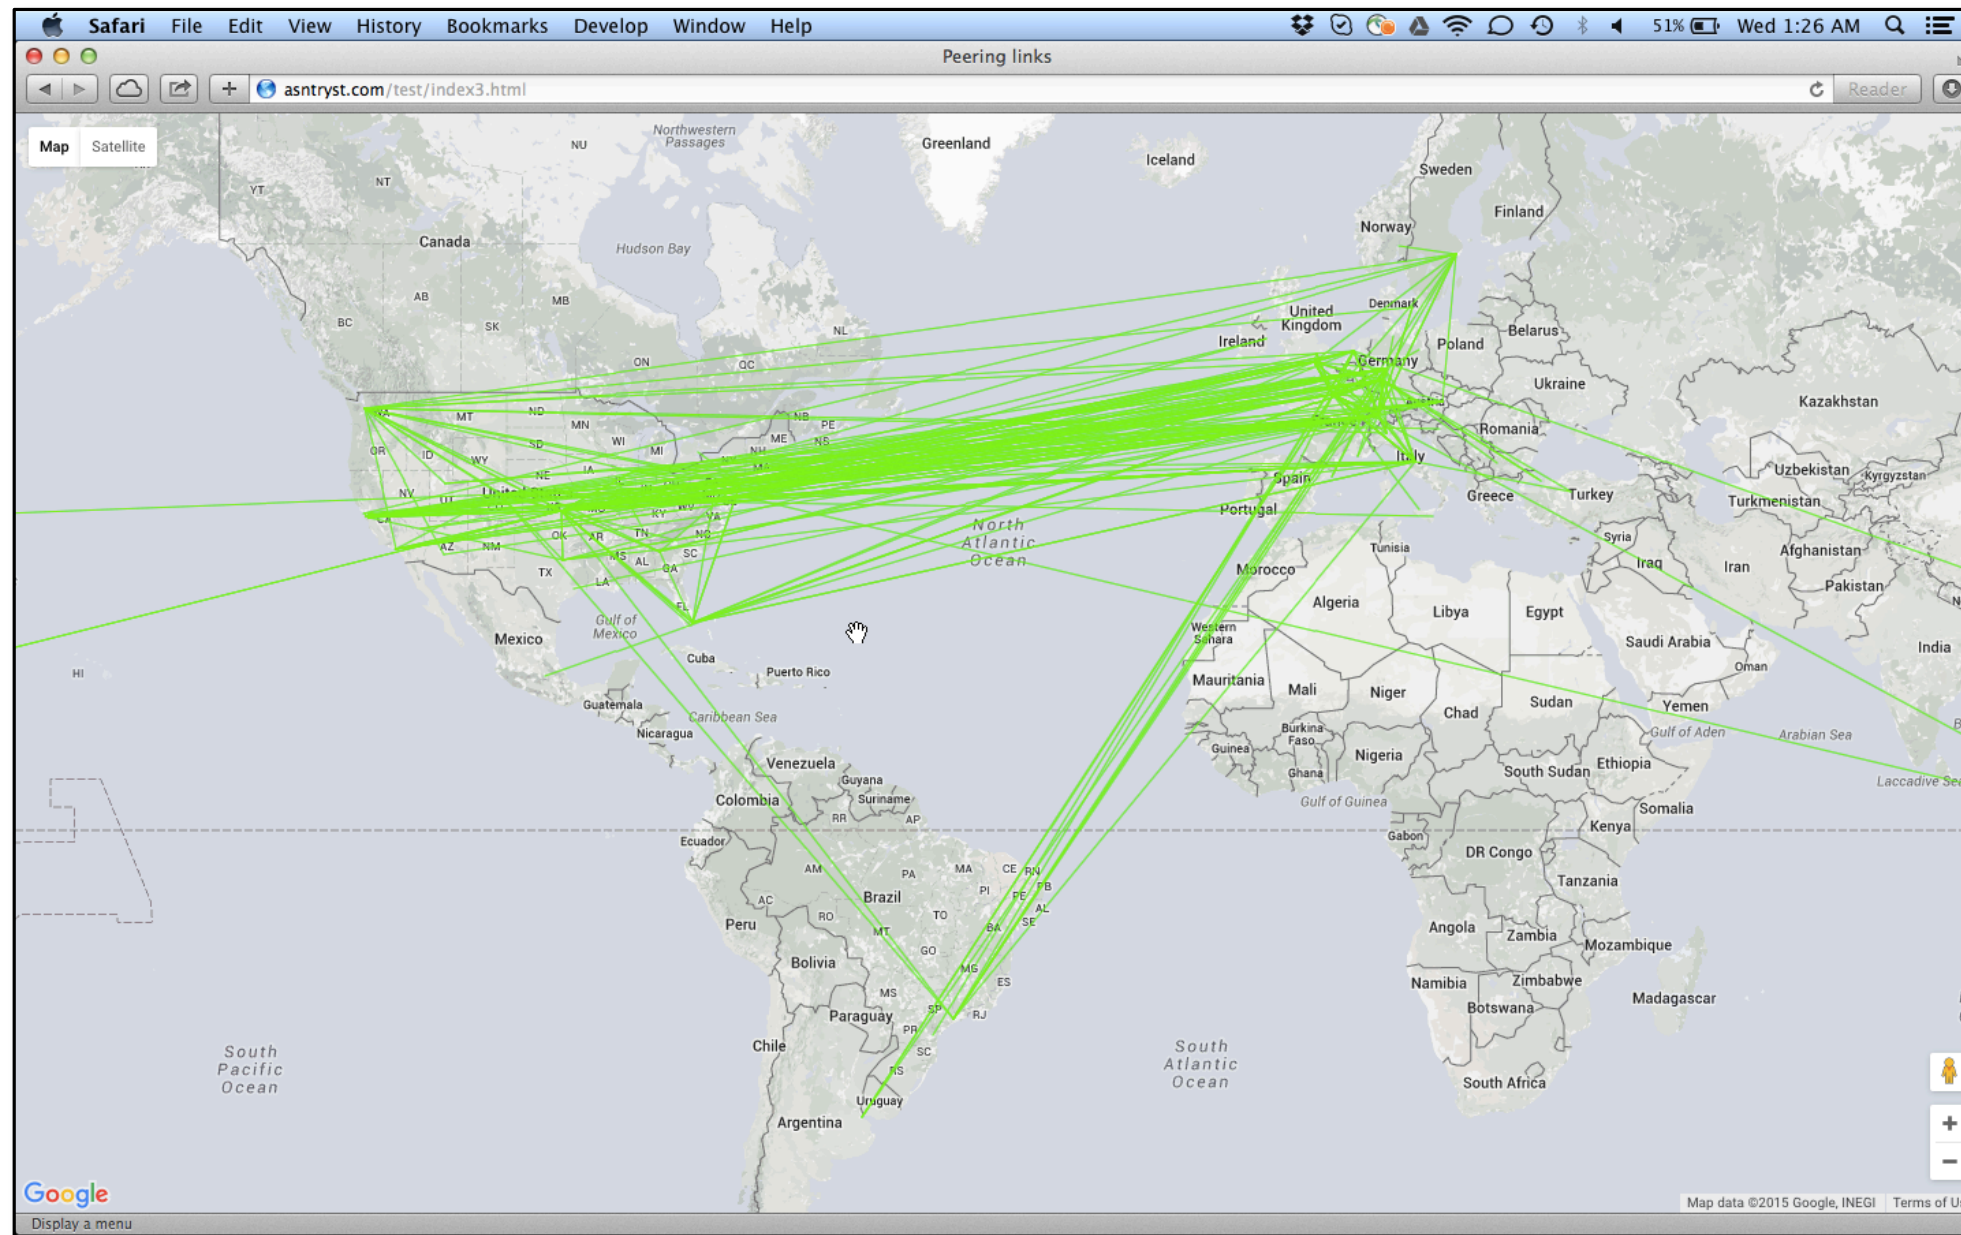 Safari File Edit View History Bookmarks Develop Window Help 51% Wed 1:26 AM
Peering links
asntryst.com/test/index3.html Reader
Map Satellite
Northwestern
Passages
Greenland
Iceland
NU
NT
YT
Sweden
Finland
Norway
Canada
Hudson Bay
AB
MB
BC
SK
NL
Denmark
United
Kingdom
Ireland
Belarus
Poland
ON
QC
Germany
Ukraine
Kazakhstan
WA
MT
ND
MN
NB
PE
Austria
Romania
OR
ID
SD
WI
MI
ME
NS
NH
WY
Italy
Uzbekistan
Kyrgyzstan
NE
IA
MA
NV
UT
Spain
Greece
Turkey
Turkmenistan
Portugal
CA
KY
WV
VA
North
Atlantic
Ocean
AZ
NM
OK
AR
TN
NC
MS
AL
SC
GA
TX
LA
Tunisia
Syria
Iraq
Iran
Afghanistan
Pakistan
Morocco
Algeria
Libya
Egypt
FL
Gulf of
Mexico
Mexico
Western
Sahara
Saudi Arabia
India
Oman
HI
Cuba
Puerto Rico
Mauritania
Mali
Niger
Chad
Sudan
Yemen
Guatemala
Caribbean Sea
Nicaragua
Gulf of Aden
Arabian Sea
Burkina
Faso
Guinea
Nigeria
Ghana
South Sudan
Ethiopia
Laccadive Sea
Venezuela
Guyana
Suriname
Colombia
RR
AP
Gulf of Guinea
Somalia
Kenya
Gabon
Ecuador
DR Congo
AM
PA
MA
CE
RN
PB
PI
PE
AL
SE
Tanzania
AC
Brazil
RO
TO
BA
Peru
MT
GO
Angola
Zambia
Mozambique
Bolivia
MG
ES
Namibia
Zimbabwe
MS
SP
RJ
Botswana
Madagascar
Paraguay
PR
SC
RS
Chile
South
Pacific
Ocean
South
Atlantic
Ocean
South Africa
Uruguay
Argentina
Google
Map data ©2015 Google, INEGI Terms of U
Display a menu